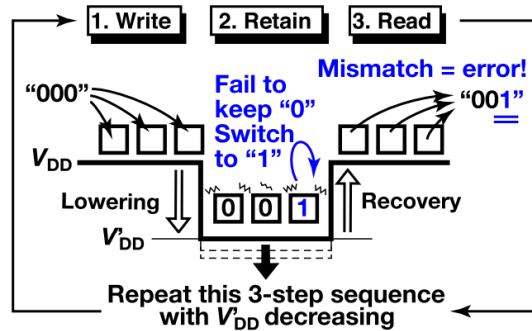 1. Write
2. Retain
3. Read
"000"
Fail to
keep "0"
Switch
to "1"
Mismatch = error!
"001"
VDD
Lowering
0 0 1
Recovery
V'DD
Repeat this 3-step sequence
with V'DD decreasing